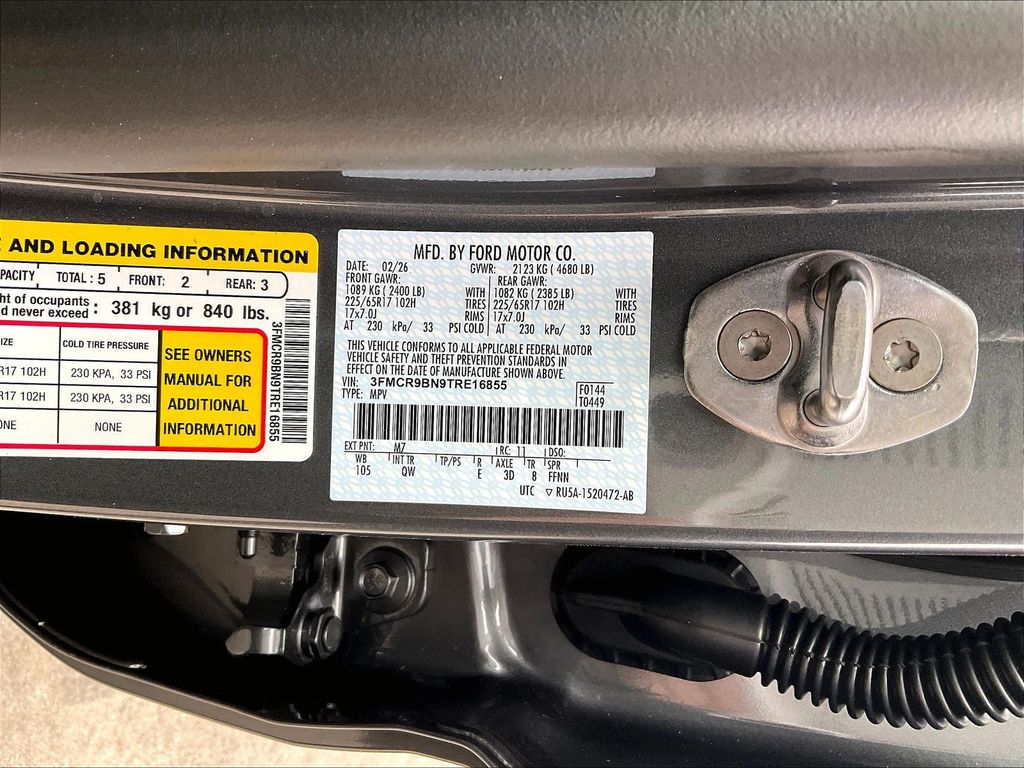 AND LOADING INFORMATION
PACITY TOTAL : 5 FRONT: 2 REAR: 3
ht of occupants
d never exceed : 381 kg or 840 lbs.
IZE COLD TIRE PRESSURE
R17 102H 230 KPA, 33 PSI
R17 102H 230 KPA, 33 PSI
ONE NONE
SEE OWNERS
MANUAL FOR
ADDITIONAL
INFORMATION
3FMCR9BN9TRE16855
MFD. BY FORD MOTOR CO.
DATE: 02/26 GVWR: 2123 KG ( 4680 LB)
FRONT GAWR: REAR GAWR:
1089 KG ( 2400 LB) WITH 1082 KG ( 2385 LB) WITH
225/65R17 102H TIRES 225/65R17 102H TIRES
17x7.0J RIMS 17x7.0J RIMS
AT 230 kPa/ 33 PSI COLD AT 230 kPa/ 33 PSI COLD
THIS VEHICLE CONFORMS TO ALL APPLICABLE FEDERAL MOTOR
VEHICLE SAFETY AND THEFT PREVENTION STANDARDS IN
EFFECT ON THE DATE OF MANUFACTURE SHOWN ABOVE.
VIN: 3FMCR9BN9TRE16855 F0144
TYPE: MPV T0449
EXT PNT: M7 RC: 11 DSO:
WB INT TR TP/PS R AXLE TR SPR
105 QW E 3D 8 FFNN
UTC ▽ RU5A-1520472-AB